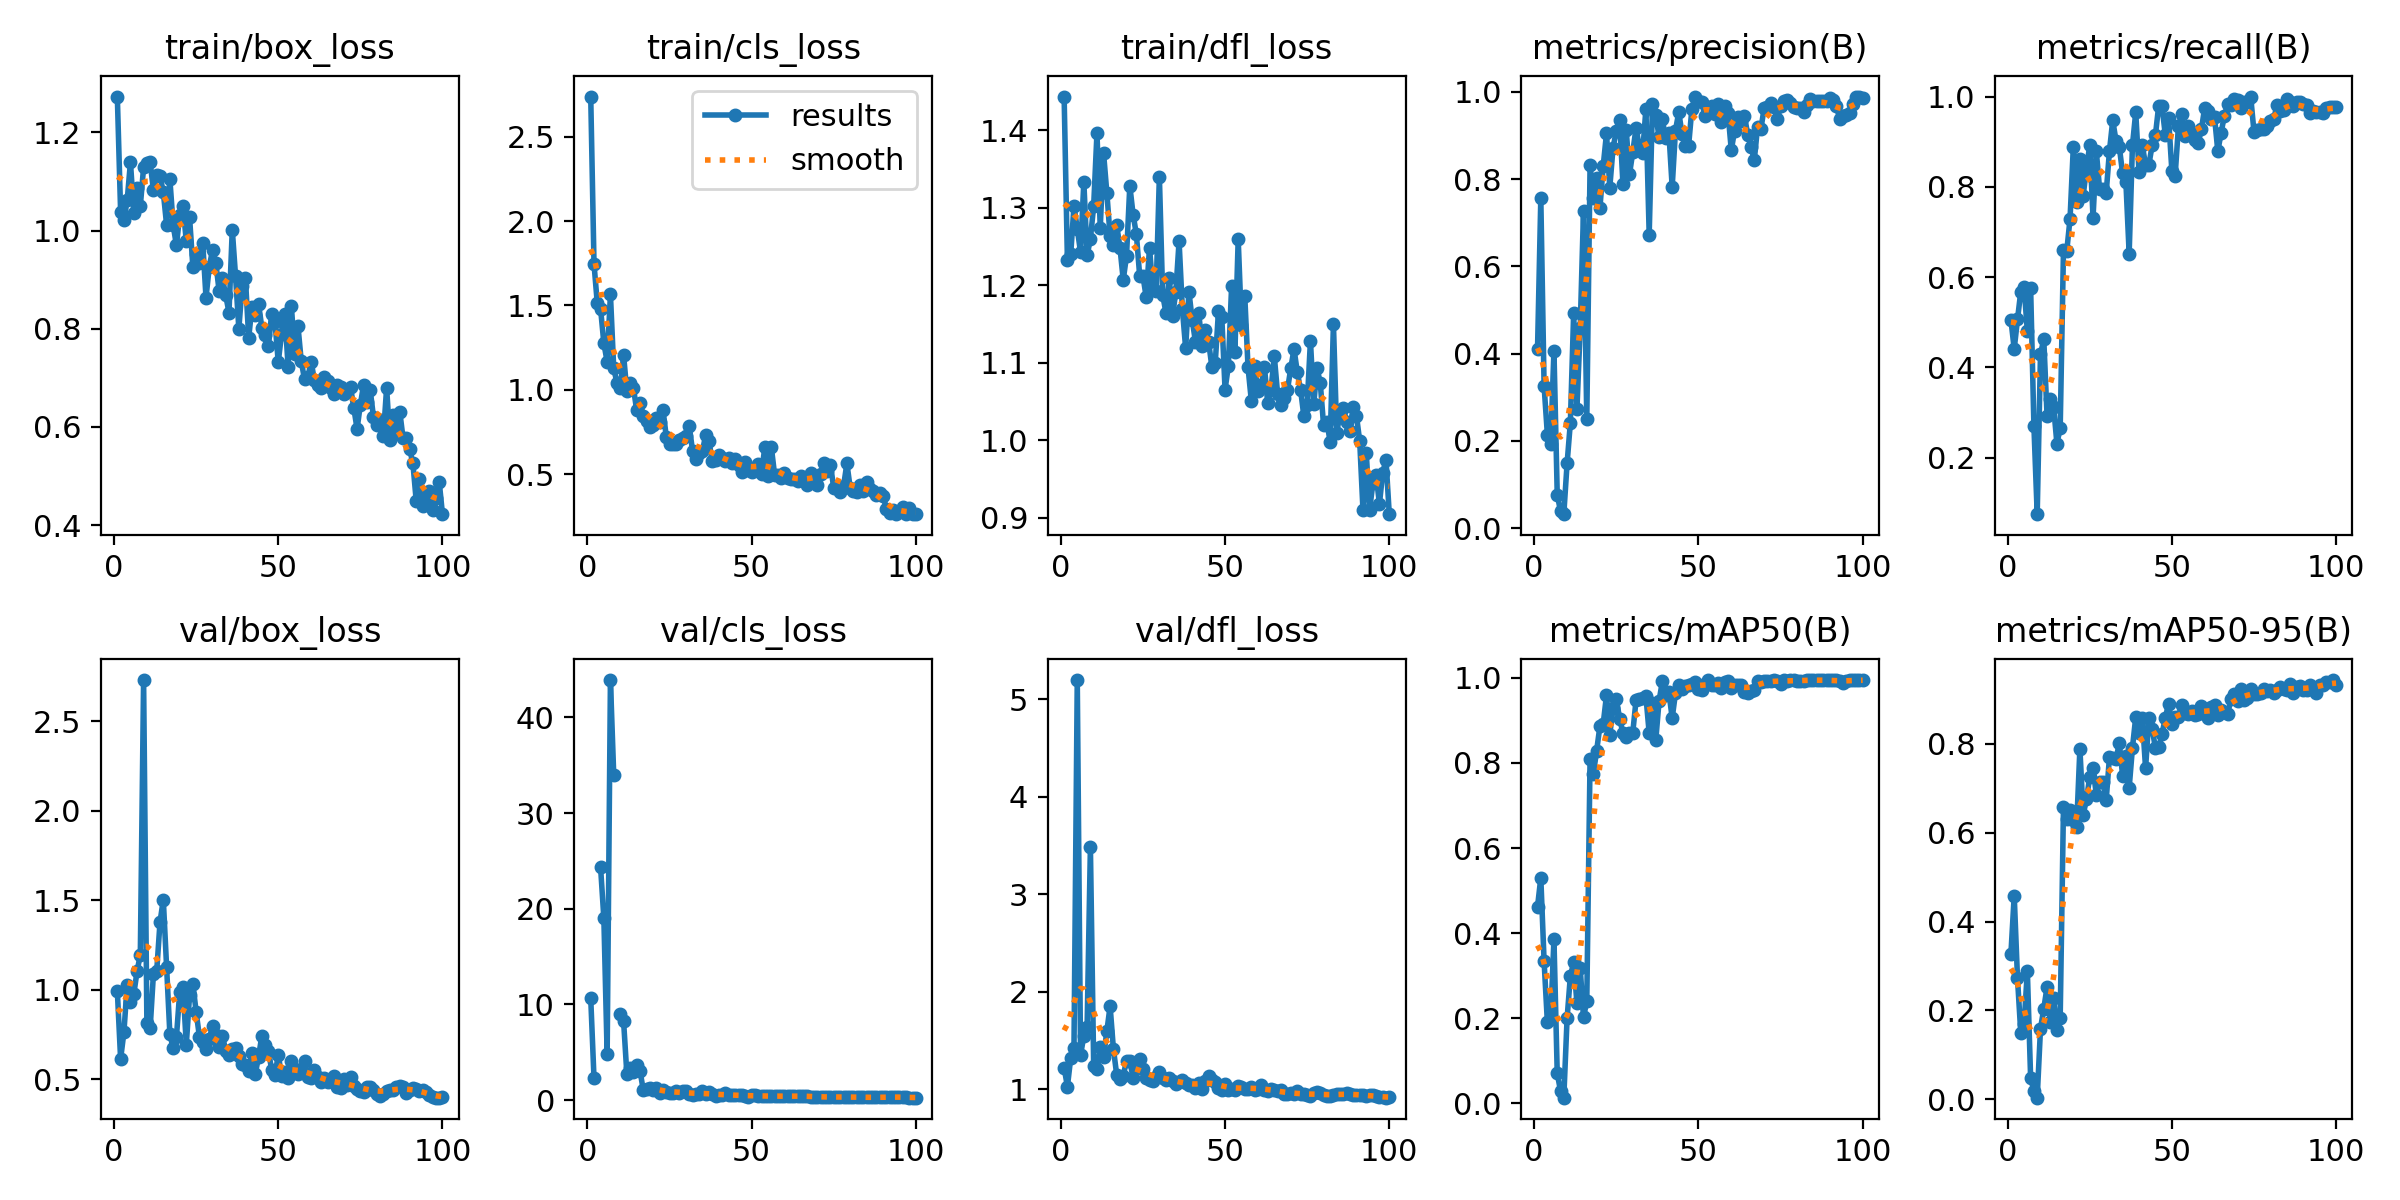 train/box_loss
1.2
1.0
0.8
0.6
0.4
0 50 100
train/cls_loss
results
smooth
2.5
2.0
1.5
1.0
0.5
0 50 100
train/dfl_loss
1.4
1.3
1.2
1.1
1.0
0.9
0 50 100
metrics/precision(B)
1.0
0.8
0.6
0.4
0.2
0.0
0 50 100
metrics/recall(B)
1.0
0.8
0.6
0.4
0.2
0 50 100
val/box_loss
2.5
2.0
1.5
1.0
0.5
0 50 100
val/cls_loss
40
30
20
10
0
0 50 100
val/dfl_loss
5
4
3
2
1
0 50 100
metrics/mAP50(B)
1.0
0.8
0.6
0.4
0.2
0.0
0 50 100
metrics/mAP50-95(B)
0.8
0.6
0.4
0.2
0.0
0 50 100